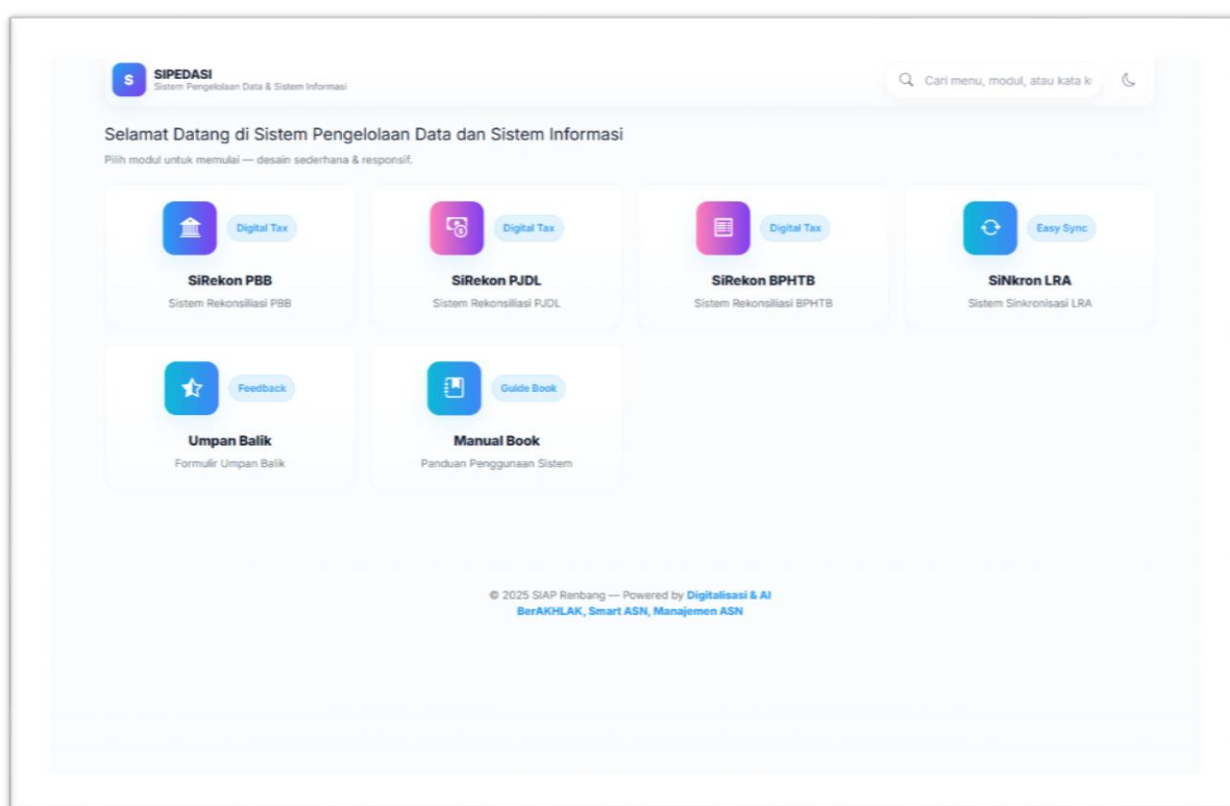 S
SIPEDASI
Sistem Pengelolaan Data & Sistem Informasi
Cari menu, modul, atau kata k
Selamat Datang di Sistem Pengelolaan Data dan Sistem Informasi
Pilih modul untuk memulai — desain sederhana & responsif.
Digital Tax
SiRekon PBB
Sistem Rekonsiliasi PBB
Digital Tax
SiRekon PJDL
Sistem Rekonsiliasi PJDL
Digital Tax
SiRekon BPHTB
Sistem Rekonsiliasi BPHTB
Easy Sync
SiNkron LRA
Sistem Sinkronisasi LRA
Feedback
Umpan Balik
Formulir Umpan Balik
Guide Book
Manual Book
Panduan Penggunaan Sistem
© 2025 SIAP Renbang — Powered by Digitalisasi & AI
BerAKHLAK, Smart ASN, Manajemen ASN